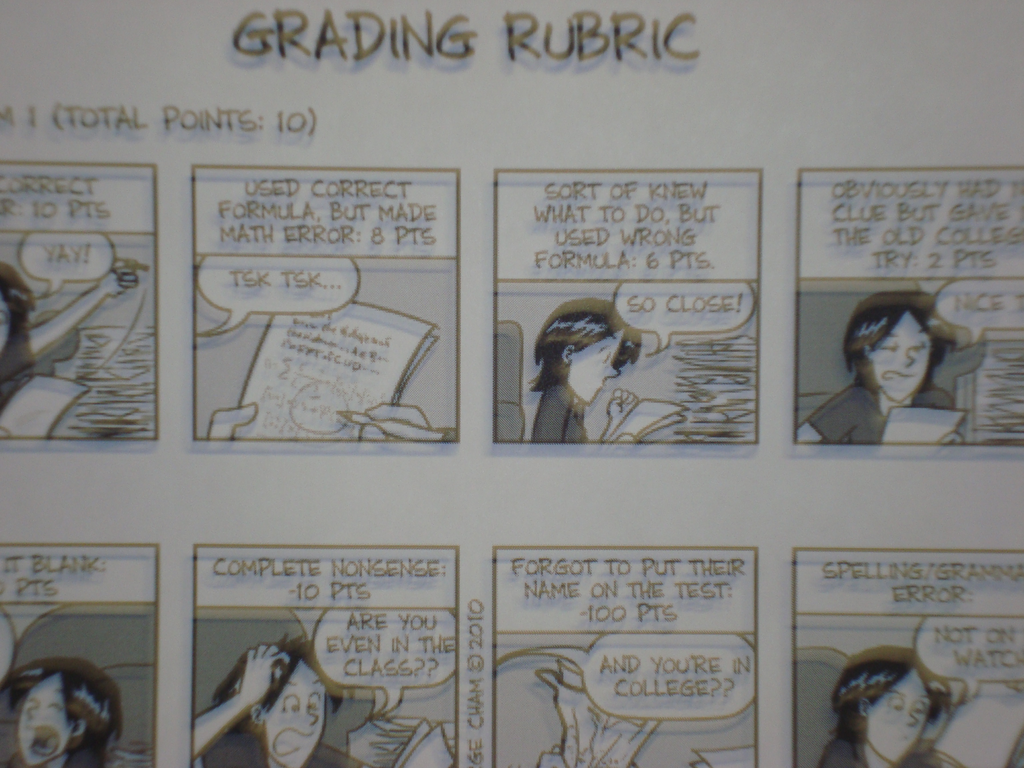 GRADING RUBRIC
M 1 (TOTAL POINTS: 10)
CORRECT
R: 10 PTS
YAY!
USED CORRECT
FORMULA, BUT MADE
MATH ERROR: 8 PTS
TSK TSK...
SORT OF KNEW
WHAT TO DO, BUT
USED WRONG
FORMULA: 6 PTS.
SO CLOSE!
OBVIOUSLY HAD
CLUE BUT GAVE
THE OLD COLLEG
TRY: 2 PTS
NICE T
IT BLANK:
0 PTS
COMPLETE NONSENSE:
-10 PTS
ARE YOU
EVEN IN THE
CLASS??
GE CHAM © 2010
FORGOT TO PUT THEIR
NAME ON THE TEST:
-100 PTS
AND YOU'RE IN
COLLEGE??
SPELLING/GRAMMA
ERROR:
NOT ON
WATCH